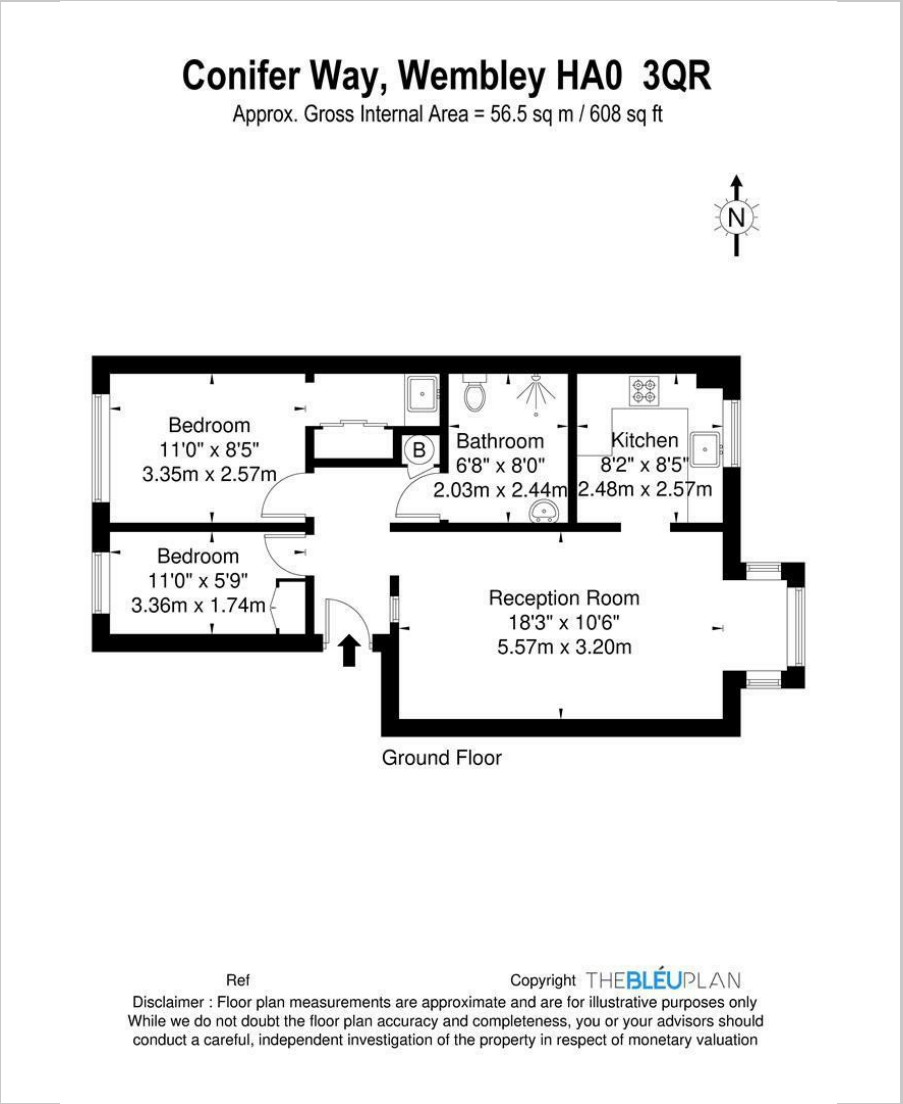 Conifer Way, Wembley HA0 3QR
Approx. Gross Internal Area = 56.5 sq m / 608 sq ft
N
Bedroom
11'0" x 8'5"
3.35m x 2.57m
B
Bathroom
6'8" x 8'0"
2.03m x 2.44m
Kitchen
8'2" x 8'5"
2.48m x 2.57m
Bedroom
11'0" x 5'9"
3.36m x 1.74m
Reception Room
18'3" x 10'6"
5.57m x 3.20m
Ground Floor
Ref
Copyright THEBLÉUPLAN
Disclaimer : Floor plan measurements are approximate and are for illustrative purposes only
While we do not doubt the floor plan accuracy and completeness, you or your advisors should
conduct a careful, independent investigation of the property in respect of monetary valuation